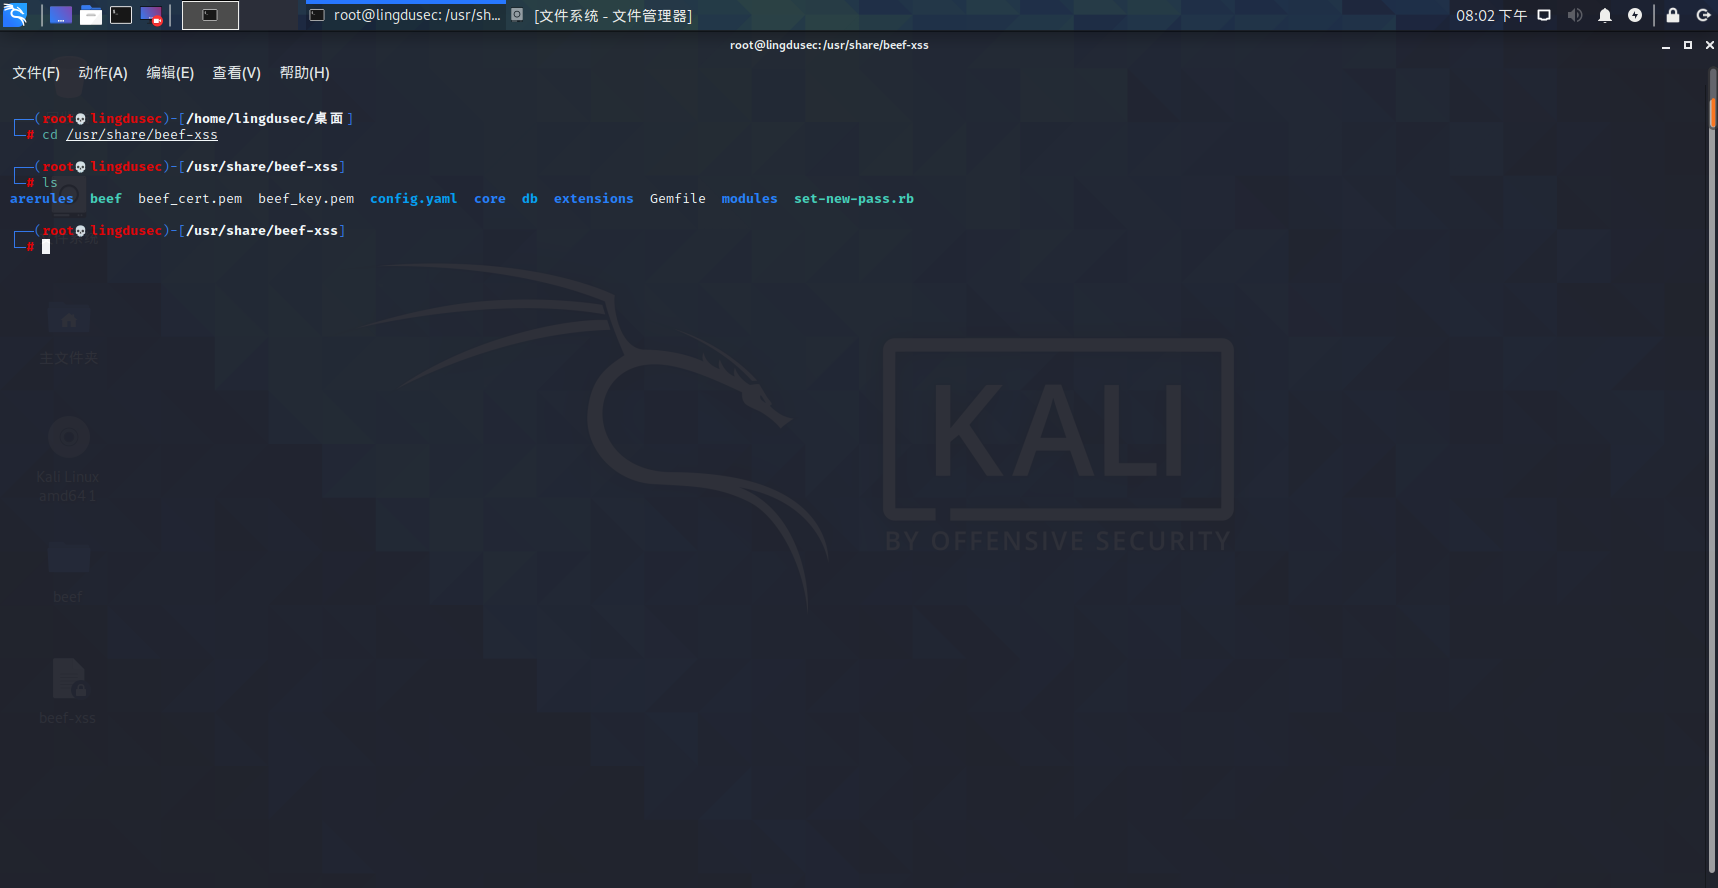 root@lingdusec: /usr/sh... [文件系统 - 文件管理器] 08:02 下午
root@lingdusec: /usr/share/beef-xss
文件(F) 动作(A) 编辑(E) 查看(V) 帮助(H)
(root💀lingdusec)-[/home/lingdusec/桌面]
# cd /usr/share/beef-xss
(root💀lingdusec)-[/usr/share/beef-xss]
# ls
arerules beef beef_cert.pem beef_key.pem config.yaml core db extensions Gemfile modules set-new-pass.rb
(root💀lingdusec)-[/usr/share/beef-xss]
#
主文件夹
Kali Linux
amd64 1
beef
beef-xss
KALI
BY OFFENSIVE SECURITY